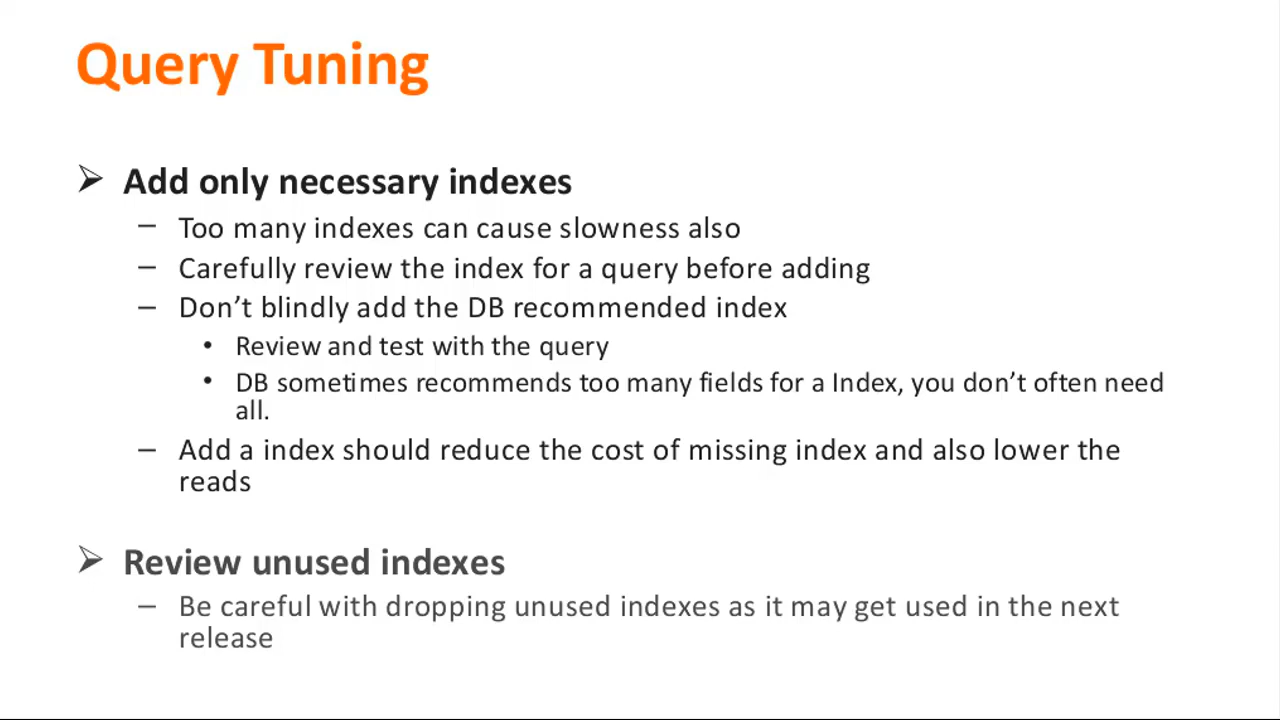 Query Tuning
➢ Add only necessary indexes
– Too many indexes can cause slowness also
– Carefully review the index for a query before adding
– Don’t blindly add the DB recommended index
• Review and test with the query
• DB sometimes recommends too many fields for a Index, you don’t often need
all.
– Add a index should reduce the cost of missing index and also lower the
reads
➢ Review unused indexes
– Be careful with dropping unused indexes as it may get used in the next
release